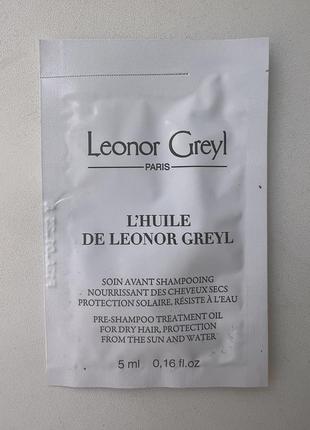 Leonor Greyl
PARIS
L'HUILE
DE LEONOR GREYL
SOIN AVANT SHAMPOOING
NOURRISSANT DES CHEVEUX SECS
PROTECTION SOLAIRE, RÉSISTE À L'EAU
PRE-SHAMPOO TREATMENT OIL
FOR DRY HAIR, PROTECTION
FROM THE SUN AND WATER
5 ml 0,16 fl.oz